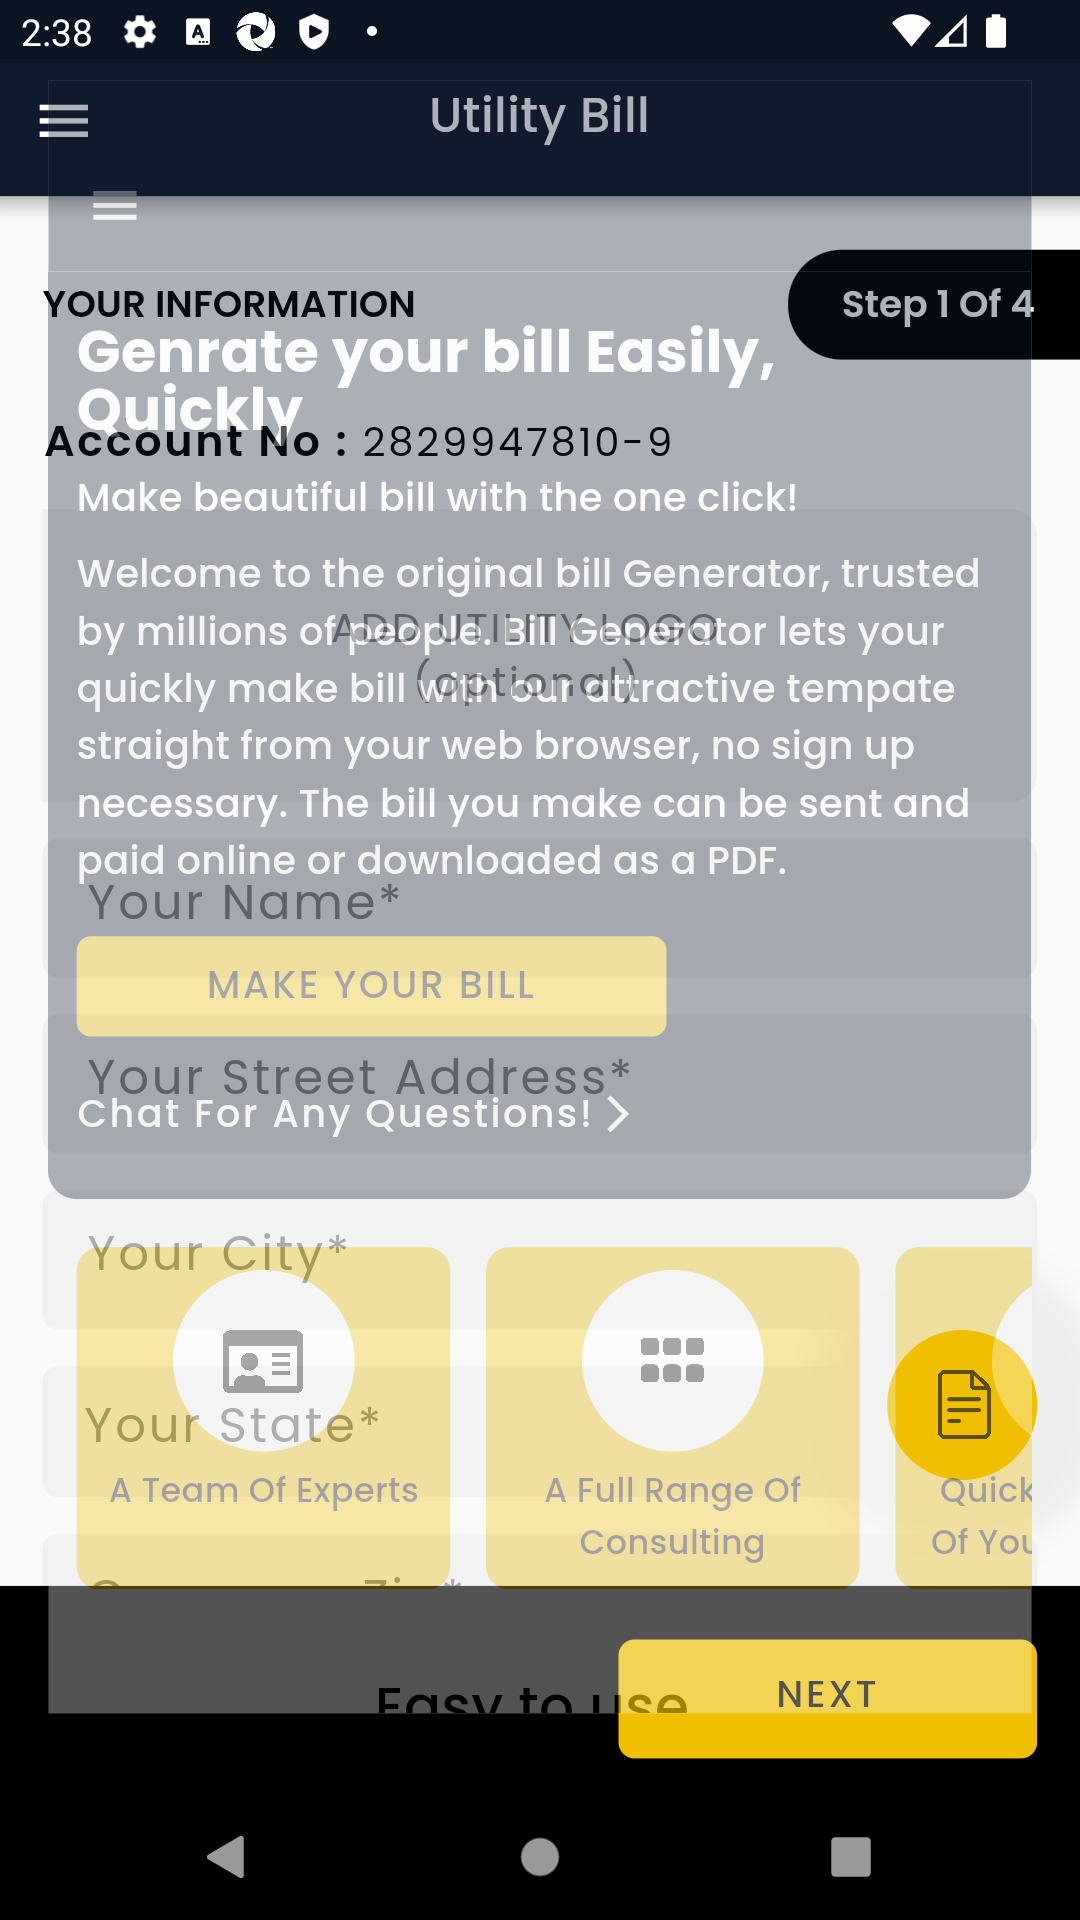 2:38
Utility Bill
YOUR INFORMATION
Step 1 Of 4
Genrate your bill Easily,
Quickly
Account No : 2829947810-9
Make beautiful bill with the one click!
Welcome to the original bill Generator, trusted
by millions of people. Bill Generator lets your
ADD UTILITY LOGO
(optional)
quickly make bill with our attractive tempate
straight from your web browser, no sign up
necessary. The bill you make can be sent and
paid online or downloaded as a PDF.
Your Name*
MAKE YOUR BILL
Your Street Address*
Chat For Any Questions!
Your City*
Your State*
A Team Of Experts
A Full Range Of
Consulting
Quick
Of You
Easy to use
NEXT